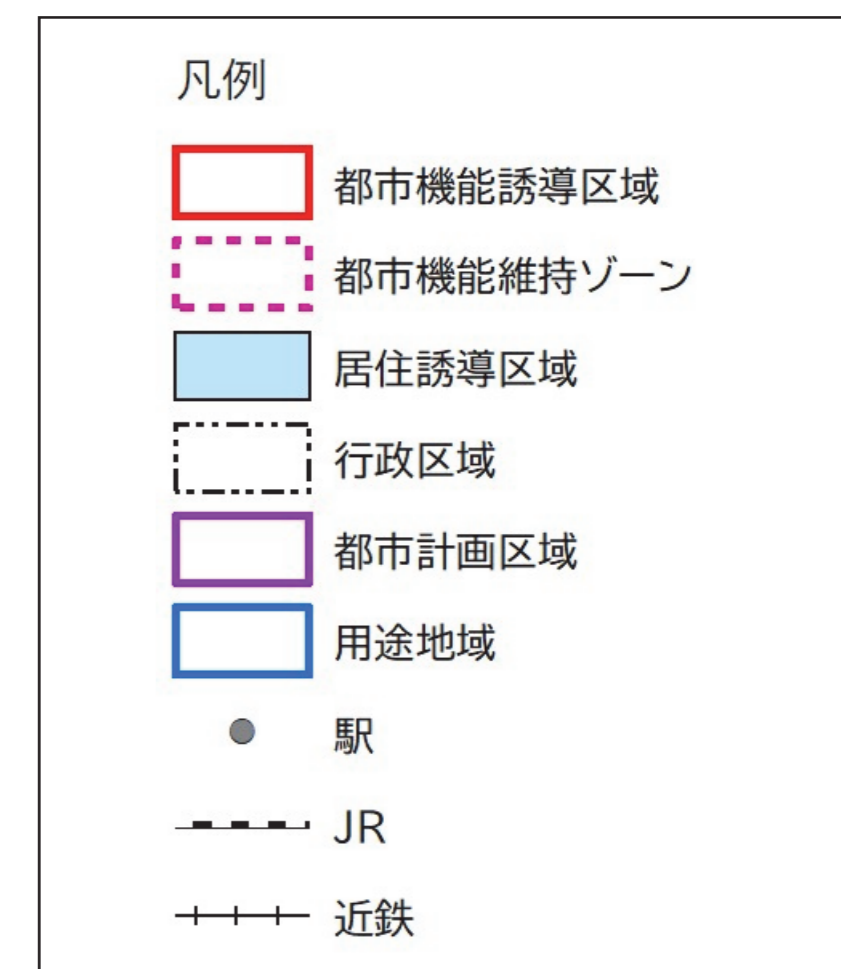 凡例
都市機能誘導区域
都市機能維持ゾーン
居住誘導区域
行政区域
都市計画区域
用途地域
駅
JR
近鉄